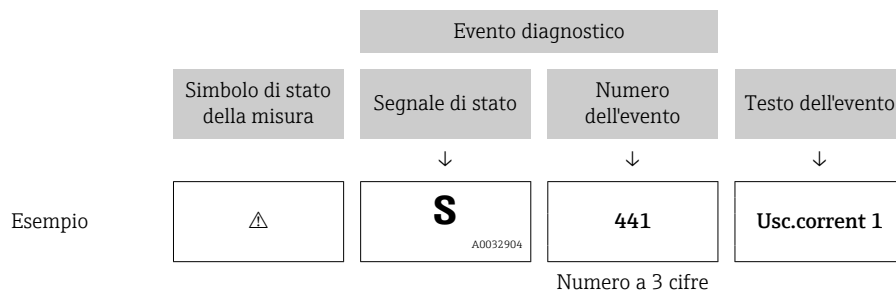 Evento diagnostico
Simbolo di stato
della misura
Segnale di stato
Numero
dell'evento
Testo dell'evento
↓ ↓ ↓
Esempio
⚠
S
A0032904
441
Usc.corrent 1
Numero a 3 cifre